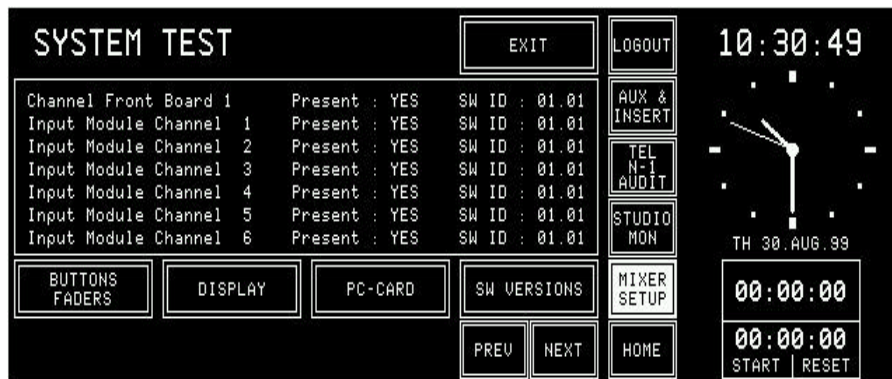 SYSTEM TEST
EXIT
Channel Front Board 1 Present : YES SW ID : 01.01
Input Module Channel 1 Present : YES SW ID : 01.01
Input Module Channel 2 Present : YES SW ID : 01.01
Input Module Channel 3 Present : YES SW ID : 01.01
Input Module Channel 4 Present : YES SW ID : 01.01
Input Module Channel 5 Present : YES SW ID : 01.01
Input Module Channel 6 Present : YES SW ID : 01.01
BUTTONS
FADERS
DISPLAY
PC-CARD
SW VERSIONS
PREV
NEXT
LOGOUT
AUX &
INSERT
TEL
N-1
AUDIT
STUDIO
MON
MIXER
SETUP
HOME
10:30:49
TH 30.AUG.99
00:00:00
00:00:00
START RESET